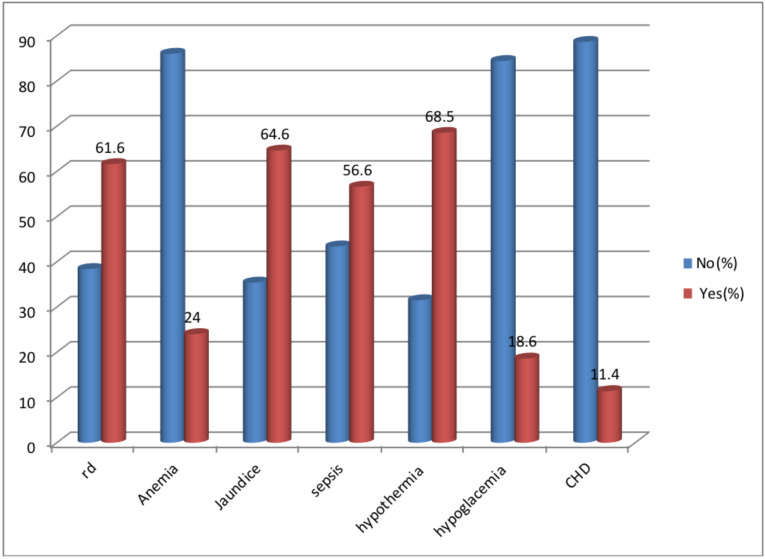 90
80
70
60
50
40
30
20
10
0
61.6
24
64.6
56.6
68.5
18.6
11.4
rd
Anemia
Jaundice
sepsis
hypothermia
hypoglacemia
CHD
No(%)
Yes(%)